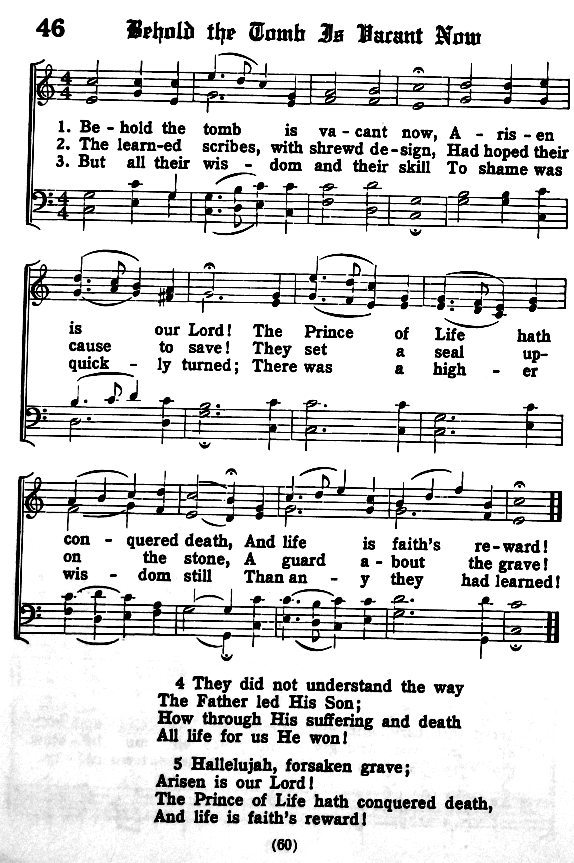 46 Behold the Tomb Is Vacant Now
1. Be - hold the tomb is va - cant now, A - ris - en
2. The learn-ed scribes, with shrewd de-sign, Had hoped their
3. But all their wis - dom and their skill To shame was
is our Lord! The Prince of Life hath
cause to save! They set a seal up-
quick - ly turned; There was a high - er
con - quered death, And life is faith's re-ward!
on the stone, A guard a - bout the grave!
wis - dom still Than an - y they had learned!
4 They did not understand the way
The Father led His Son;
How through His suffering and death
All life for us He won!
5 Hallelujah, forsaken grave;
Arisen is our Lord!
The Prince of Life hath conquered death,
And life is faith's reward!
(60)